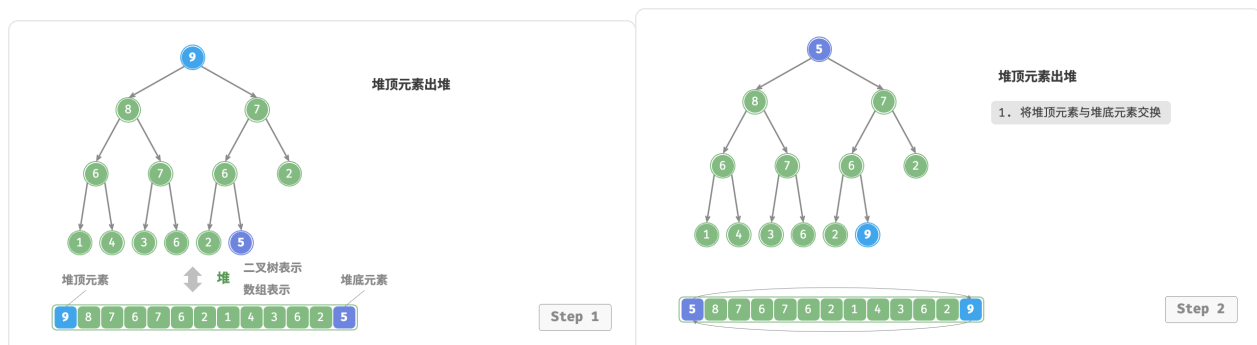 9
堆顶元素出堆
8 7
6 7 6 2
1 4 3 6 2 5
堆顶元素
堆
二叉树表示
数组表示
堆底元素
9 8 7 6 7 6 2 1 4 3 6 2 5
Step 1
5
堆顶元素出堆
8 7
1. 将堆顶元素与堆底元素交换
6 7 6 2
1 4 3 6 2 9
5 8 7 6 7 6 2 1 4 3 6 2 9
Step 2